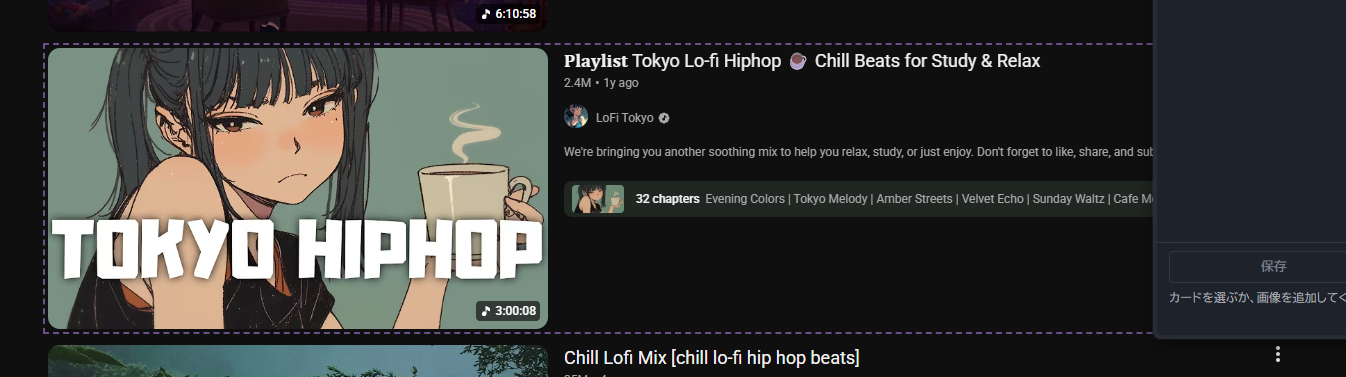 6:10:58
Playlist Tokyo Lo-fi Hiphop ☕ Chill Beats for Study & Relax
2.4M • 1y ago
LoFi Tokyo
We're bringing you another soothing mix to help you relax, study, or just enjoy. Don't forget to like, share, and
32 chapters Evening Colors | Tokyo Melody | Amber Streets | Velvet Echo | Sunday Waltz | Cafe
TOKYO HIPHOP
3:00:08
保存
カードを選ぶか、画像を追加して
Chill Lofi Mix [chill lo-fi hip hop beats]